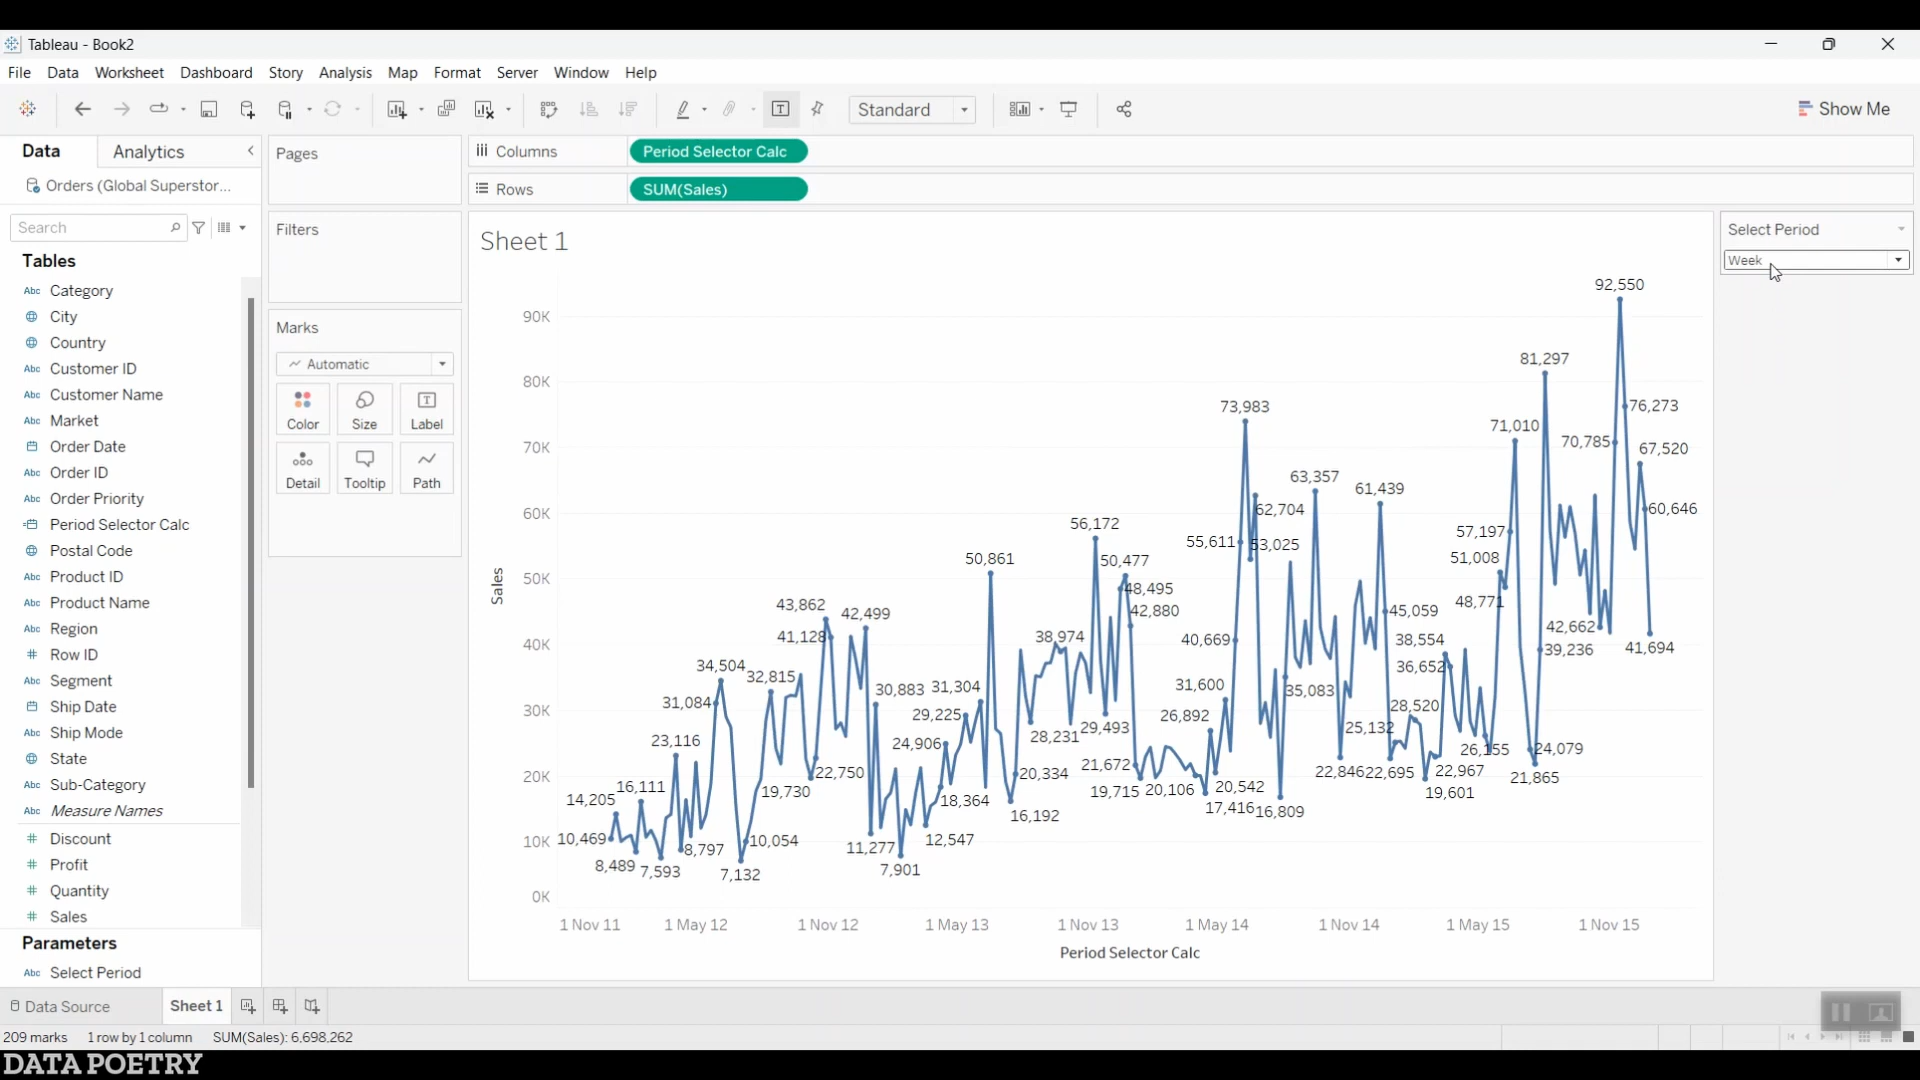 Tableau - Book2
File Data Worksheet Dashboard Story Analysis Map Format Server Window Help
Standard
Show Me
Data Analytics
Orders (Global Superstor...
Search
Tables
Abc Category
City
Country
Abc Customer ID
Abc Customer Name
Abc Market
Order Date
Abc Order ID
Abc Order Priority
Period Selector Calc
Postal Code
Abc Product ID
Abc Product Name
Abc Region
# Row ID
Abc Segment
Ship Date
Abc Ship Mode
State
Abc Sub-Category
Abc Measure Names
# Discount
# Profit
# Quantity
# Sales
Parameters
Abc Select Period
Pages
Filters
Marks
Automatic
Color Size Label
Detail Tooltip Path
Columns Period Selector Calc
Rows SUM(Sales)
Sheet 1
Select Period
Week
Sales
90K
80K
70K
60K
50K
40K
30K
20K
10K
0K
92,550
81,297
73,983
76,273
71,010
70,785
67,520
63,357
61,439
62,704
60,646
56,172
57,197
55,611
53,025
50,861
50,477
51,008
48,495
48,771
43,862
42,499
42,880
45,059
41,128
38,974
40,669
38,554
42,662
39,236
41,694
34,504
32,815
36,652
31,084
30,883
31,304
31,600
35,083
29,225
29,493
26,892
28,520
28,231
25,132
23,116
24,906
26,155
24,079
22,750
20,334
21,672
22,846
22,695
22,967
21,865
16,111
19,730
18,364
19,715
20,106
20,542
19,601
14,205
16,192
17,416
16,809
10,469
10,054
12,547
8,797
11,277
8,489
7,593
7,132
7,901
1 Nov 11 1 May 12 1 Nov 12 1 May 13 1 Nov 13 1 May 14 1 Nov 14 1 May 15 1 Nov 15
Period Selector Calc
Data Source Sheet 1
209 marks 1 row by 1 column SUM(Sales): 6,698,262
DATA POETRY